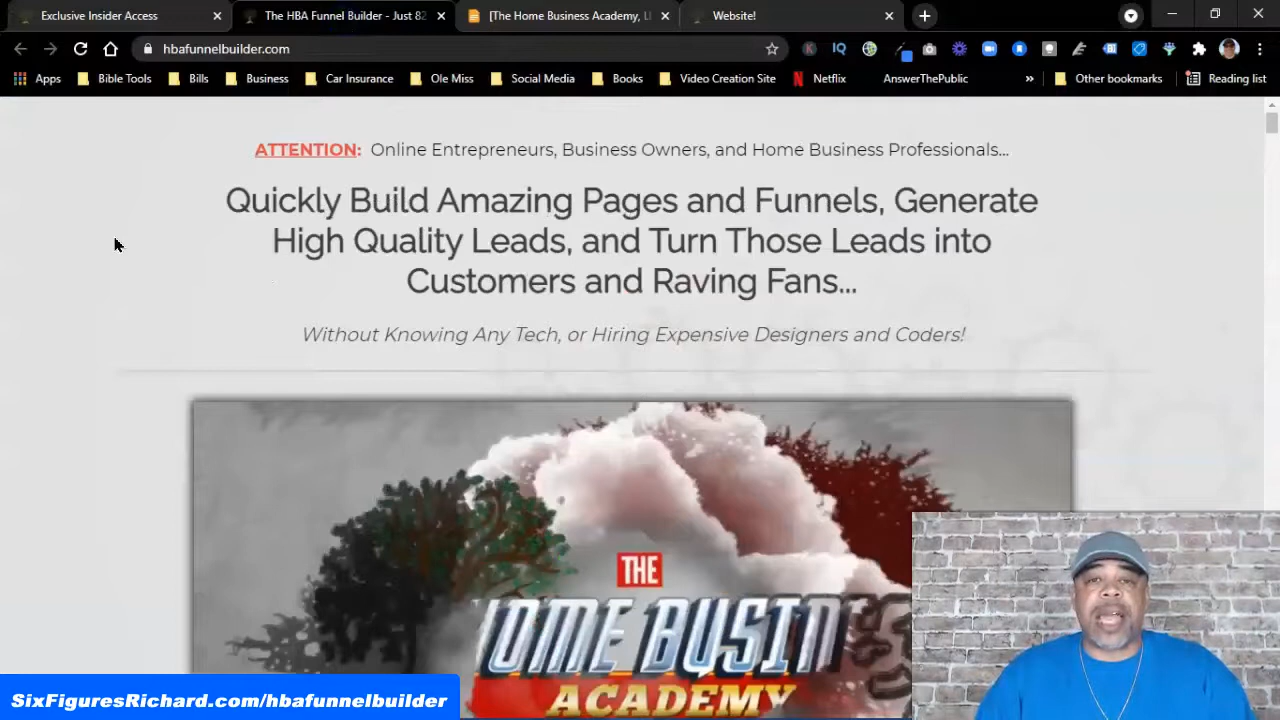 Exclusive Insider Access
The HBA Funnel Builder - Just 82
[The Home Business Academy, L
Website!
hbafunnelbuilder.com
Apps
Bible Tools
Bills
Business
Car Insurance
Ole Miss
Social Media
Books
Video Creation Site
Netflix
AnswerThePublic
»
Other bookmarks
Reading list
ATTENTION: Online Entrepreneurs, Business Owners, and Home Business Professionals...
Quickly Build Amazing Pages and Funnels, Generate
High Quality Leads, and Turn Those Leads into
Customers and Raving Fans...
Without Knowing Any Tech, or Hiring Expensive Designers and Coders!
THE
OME BUSINES
ACADEMY
SixFiguresRichard.com/hbafunnelbuilder